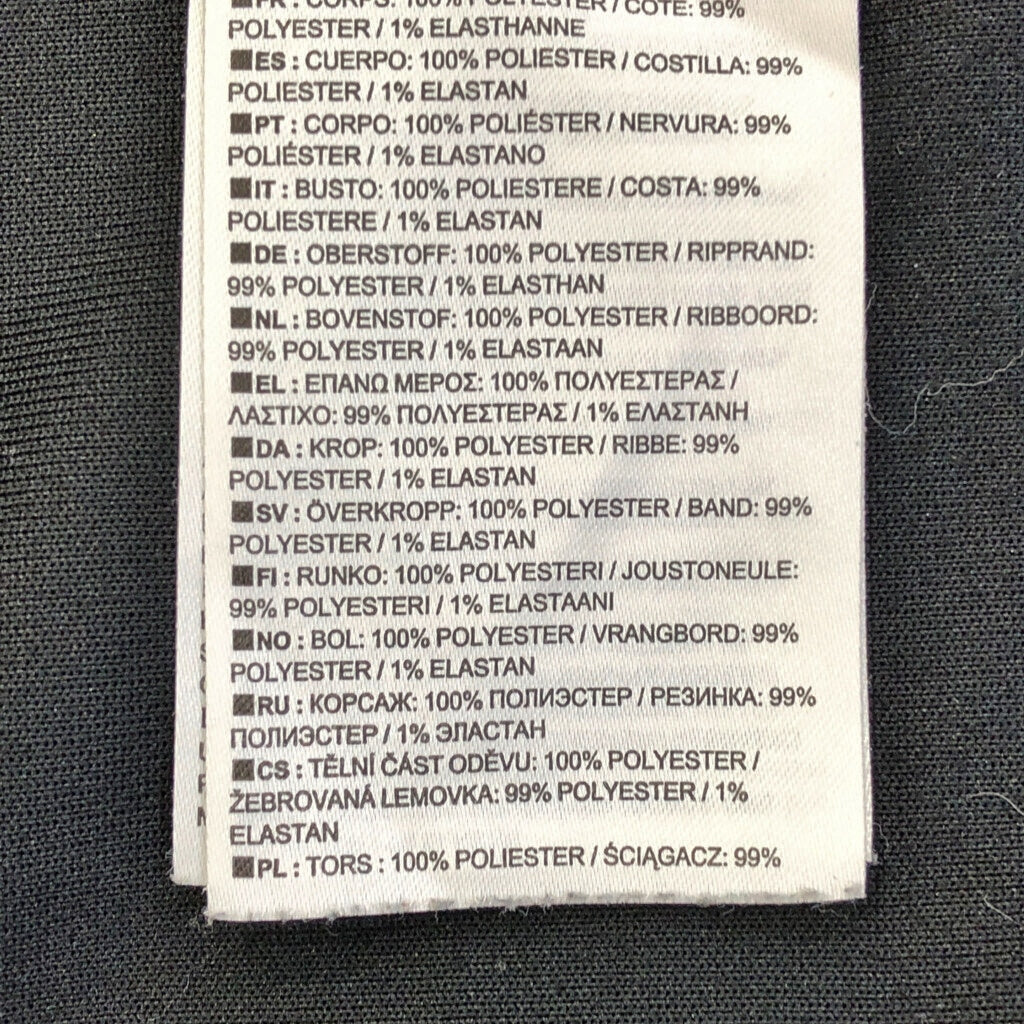 ■FR : CORPS: 100% POLYESTER / CÔTE: 99%
POLYESTER / 1% ELASTHANNE
■ES : CUERPO: 100% POLIESTER / COSTILLA: 99%
POLIESTER / 1% ELASTAN
■PT : CORPO: 100% POLIÉSTER / NERVURA: 99%
POLIÉSTER / 1% ELASTANO
■IT : BUSTO: 100% POLIESTERE / COSTA: 99%
POLIESTERE / 1% ELASTAN
■DE : OBERSTOFF: 100% POLYESTER / RIPPRAND:
99% POLYESTER / 1% ELASTHAN
■NL : BOVENSTOF: 100% POLYESTER / RIBBOORD:
99% POLYESTER / 1% ELASTAAN
■EL : ΕΠΑΝΩ ΜΕΡΟΣ: 100% ΠΟΛΥΕΣΤΕΡΑΣ /
ΛΑΣΤΙΧΟ: 99% ΠΟΛΥΕΣΤΕΡΑΣ / 1% ΕΛΑΣΤΑΝΗ
■DA : KROP: 100% POLYESTER / RIBBE: 99%
POLYESTER / 1% ELASTAN
■SV : ÖVERKROPP: 100% POLYESTER / BAND: 99%
POLYESTER / 1% ELASTAN
■FI : RUNKO: 100% POLYESTERI / JOUSTONEULE:
99% POLYESTERI / 1% ELASTAANI
■NO : BOL: 100% POLYESTER / VRANGBORD: 99%
POLYESTER / 1% ELASTAN
■RU : КОРСАЖ: 100% ПОЛИЭСТЕР / РЕЗИНКА: 99%
ПОЛИЭСТЕР / 1% ЭЛАСТАН
■CS : TĚLNÍ ČÁST ODĚVU: 100% POLYESTER /
ŽEBROVANÁ LEMOVKA: 99% POLYESTER / 1%
ELASTAN
■PL : TORS : 100% POLIESTER / ŚCIĄGACZ: 99%